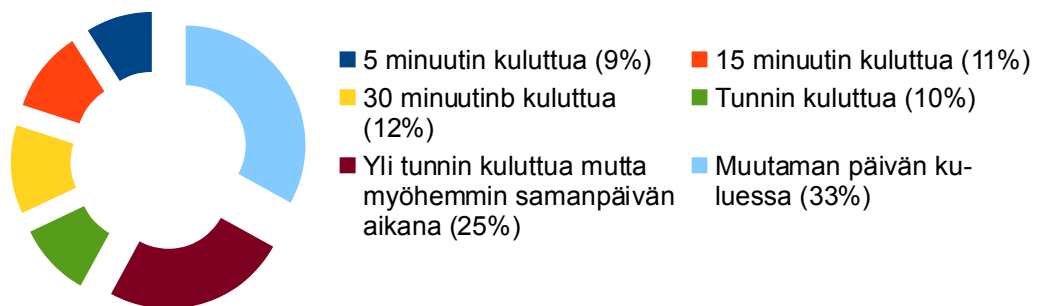 5 minuutin kuluttua (9%)
15 minuutin kuluttua (11%)
30 minuutinb kuluttua
(12%)
Tunnin kuluttua (10%)
Yli tunnin kuluttua mutta
myöhemmin samanpäivän
aikana (25%)
Muutaman päivän ku-
luessa (33%)